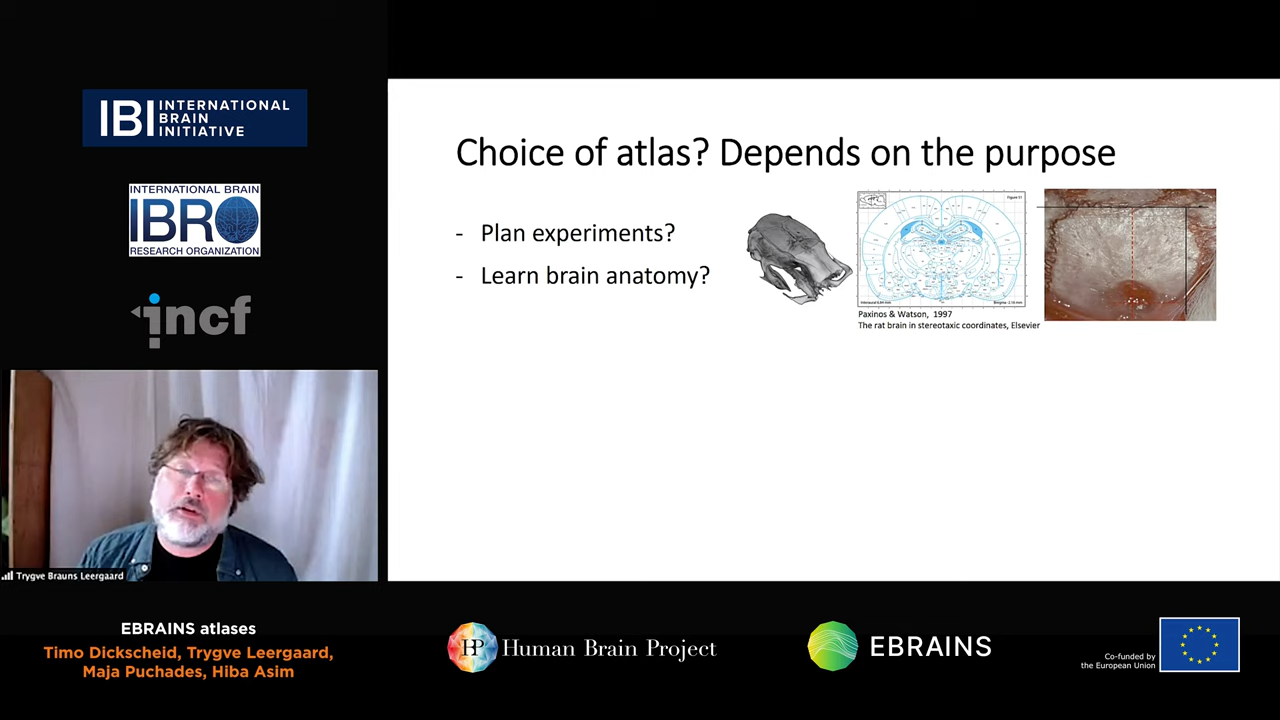 IBI INTERNATIONAL
BRAIN
INITIATIVE
INTERNATIONAL BRAIN
IBRO
RESEARCH ORGANIZATION
incf
Trygve Brauns Leergaard
Choice of atlas? Depends on the purpose
- Plan experiments?
- Learn brain anatomy?
Paxinos & Watson, 1997
The rat brain in stereotaxic coordinates, Elsevier
EBRAINS atlases
Timo Dickscheid, Trygve Leergaard,
Maja Puchades, Hiba Asim
HBP Human Brain Project
EBRAINS
Co-funded by
the European Union